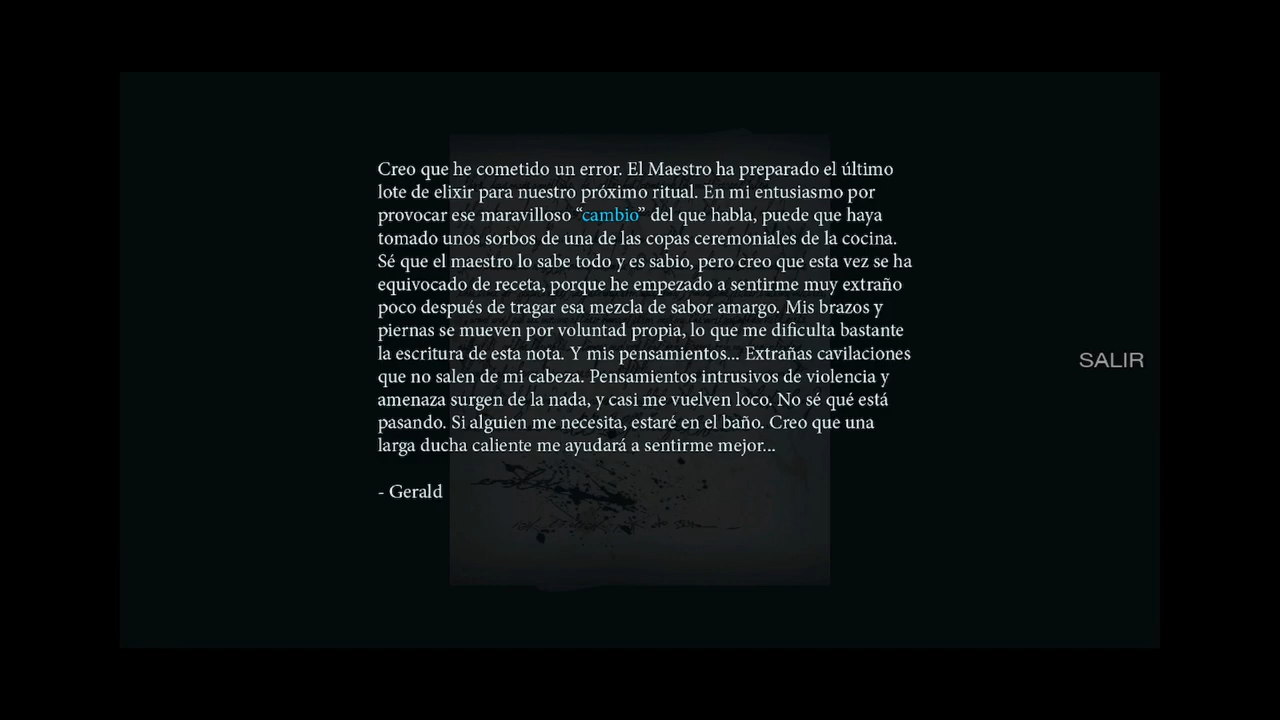 Creo que he cometido un error. El Maestro ha preparado el último
lote de elixir para nuestro próximo ritual. En mi entusiasmo por
provocar ese maravilloso “cambio” del que habla, puede que haya
tomado unos sorbos de una de las copas ceremoniales de la cocina.
Sé que el maestro lo sabe todo y es sabio, pero creo que esta vez se ha
equivocado de receta, porque he empezado a sentirme muy extraño
poco después de tragar esa mezcla de sabor amargo. Mis brazos y
piernas se mueven por voluntad propia, lo que me dificulta bastante
la escritura de esta nota. Y mis pensamientos... Extrañas cavilaciones
que no salen de mi cabeza. Pensamientos intrusivos de violencia y
amenaza surgen de la nada, y casi me vuelven loco. No sé qué está
pasando. Si alguien me necesita, estaré en el baño. Creo que una
larga ducha caliente me ayudará a sentirme mejor...
- Gerald
SALIR